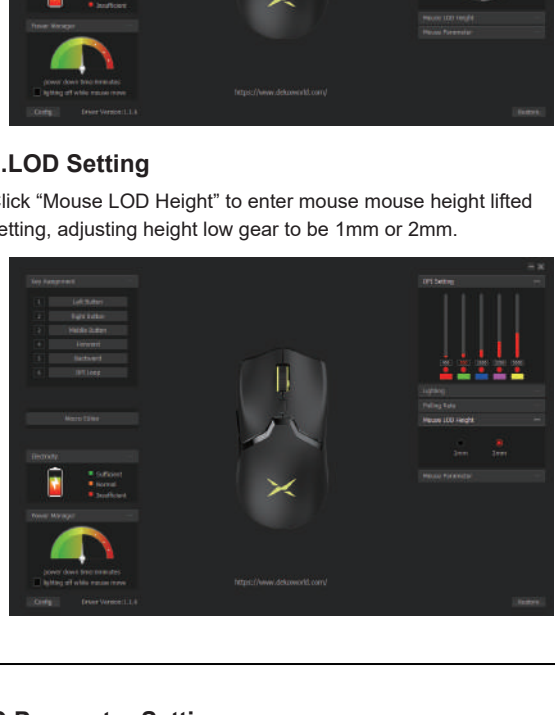 Insufficient
Power Manager
power down time:minutes
lighting off while mouse move
Config
Driver Version:1.1.6
https://www.deluxworld.com/
Mouse LOD Height
Mouse Parameter
Restore
.LOD Setting
lick “Mouse LOD Height” to enter mouse mouse height lifted
etting, adjusting height low gear to be 1mm or 2mm.
Key Assignment
1 Left Button
2 Right Button
3 Middle Button
4 Forward
5 Backward
6 DPI Loop
Macro Editor
Electricity
Sufficient
Normal
Insufficient
Power Manager
power down time:minutes
lighting off while mouse move
Config
Driver Version:1.1.6
https://www.deluxworld.com/
DPI Setting
Lighting
Polling Rate
Mouse LOD Height
1mm 2mm
Mouse Parameter
Restore